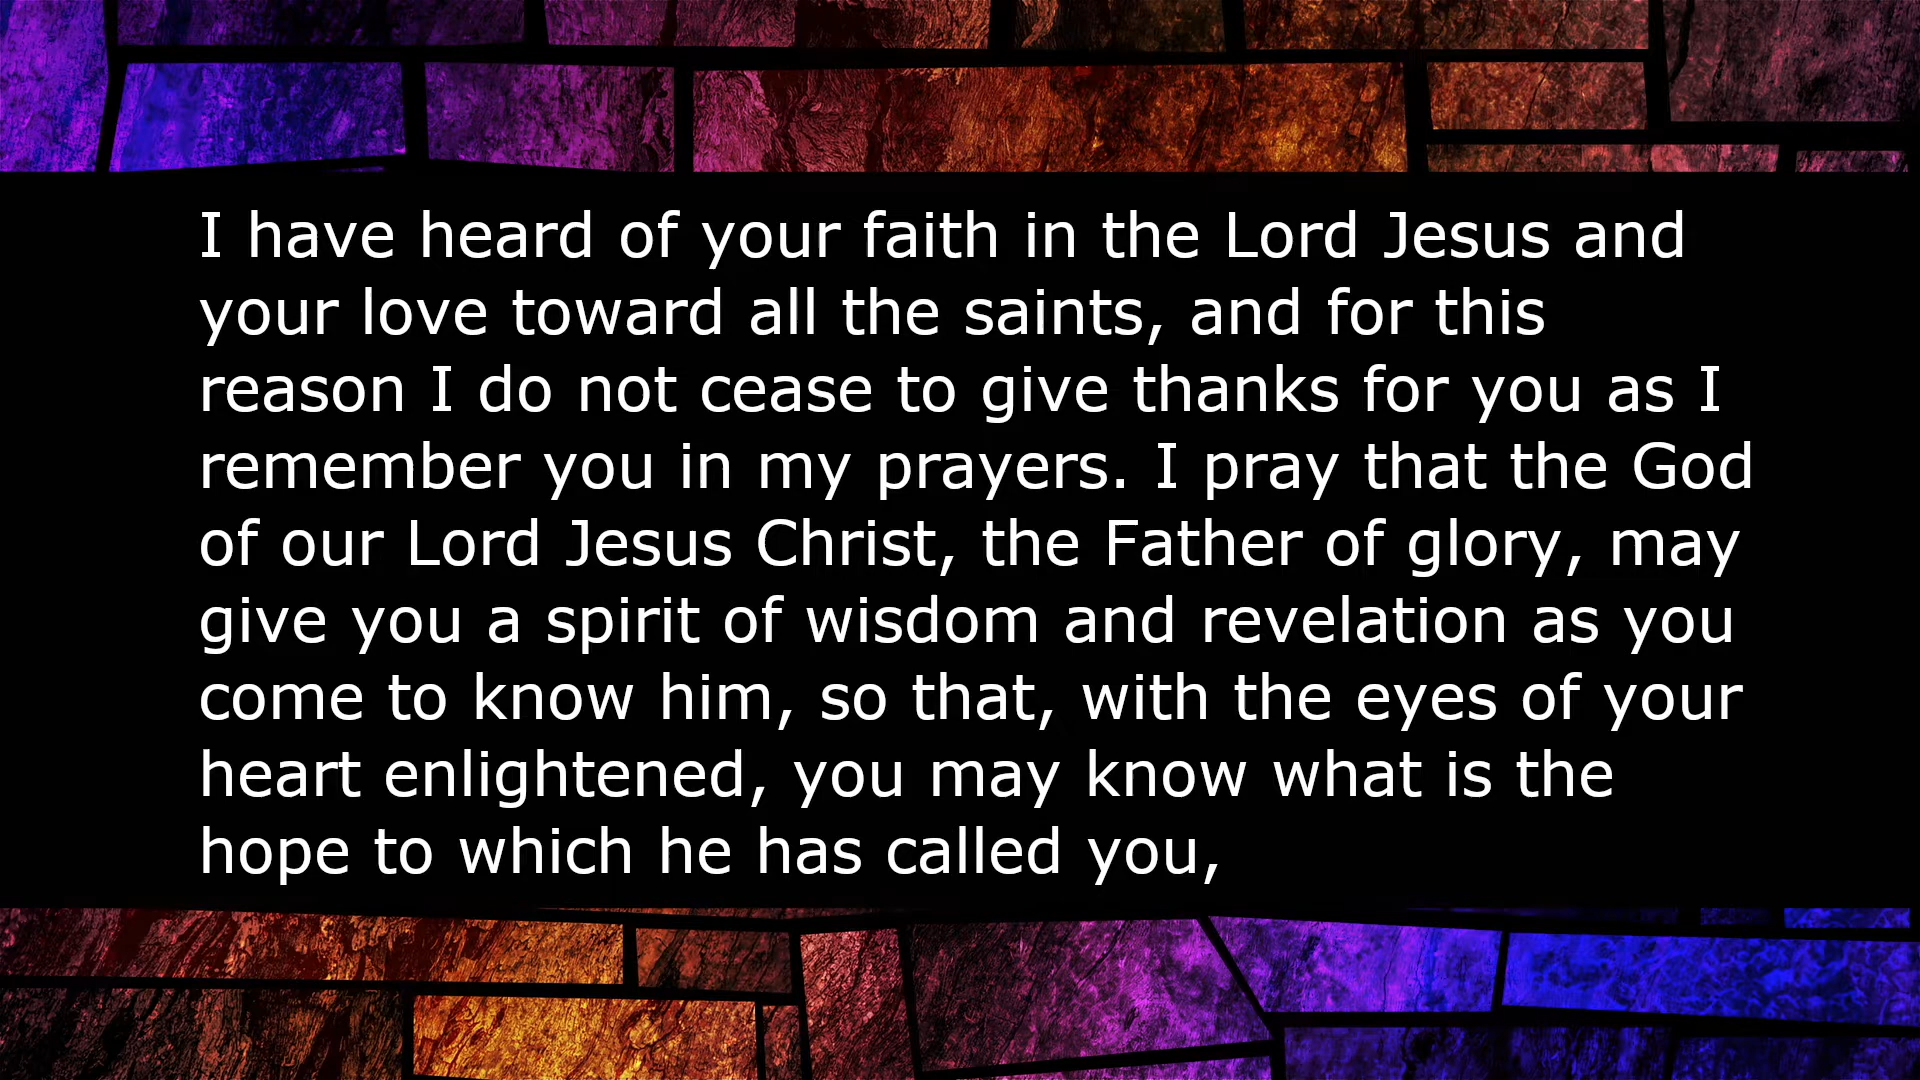 I have heard of your faith in the Lord Jesus and
your love toward all the saints, and for this
reason I do not cease to give thanks for you as I
remember you in my prayers. I pray that the God
of our Lord Jesus Christ, the Father of glory, may
give you a spirit of wisdom and revelation as you
come to know him, so that, with the eyes of your
heart enlightened, you may know what is the
hope to which he has called you,